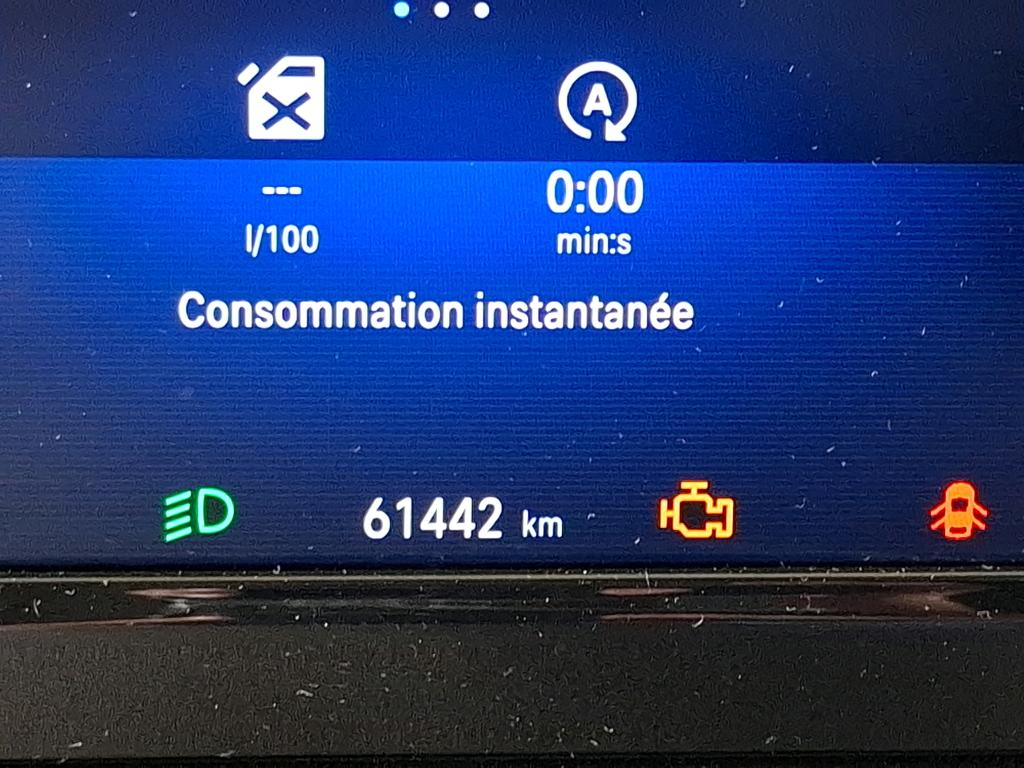 A
--- 0:00
l/100 min:s
Consommation instantanée
61442 km